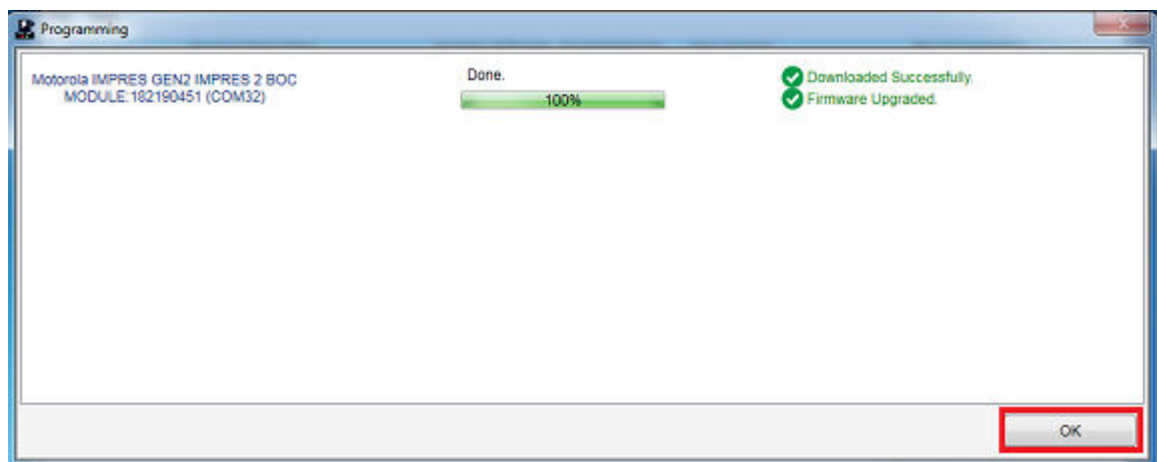 Programming
Motorola IMPRES GEN2 IMPRES 2 BOC
MODULE:182190451 (COM32)
Done.
100%
Downloaded Successfully.
Firmware Upgraded.
OK